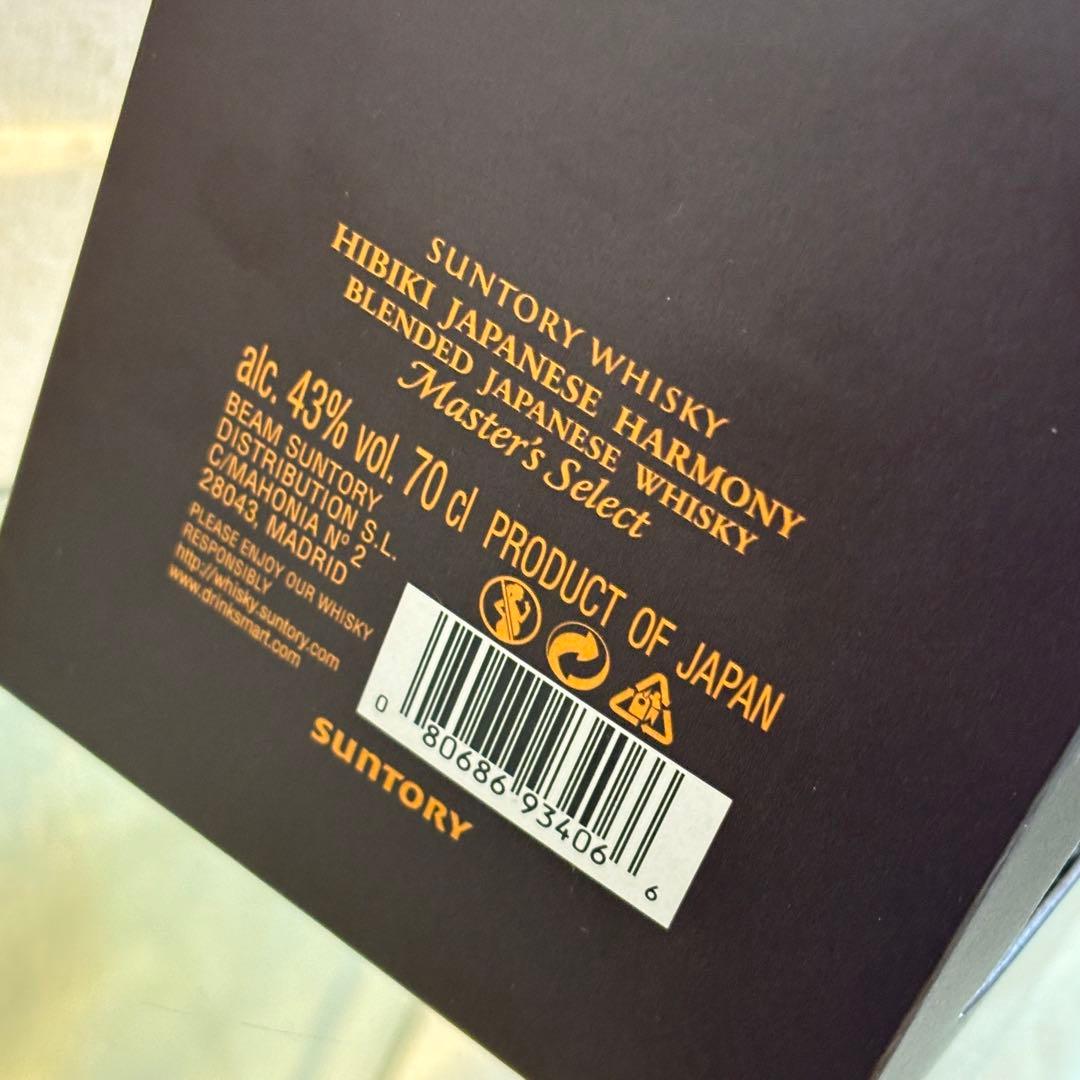 SUNTORY WHISKY
HIBIKI JAPANESE HARMONY
BLENDED JAPANESE WHISKY
Master's Select
alc. 43% vol. 70 cl PRODUCT OF JAPAN
BEAM SUNTORY
DISTRIBUTION S.L.
C/MAHONIA Nº 2
28043, MADRID
PLEASE ENJOY OUR WHISKY
RESPONSIBLY
http://whisky.suntory.com
www.drinksmart.com
0 80686 93406 6
SUNTORY